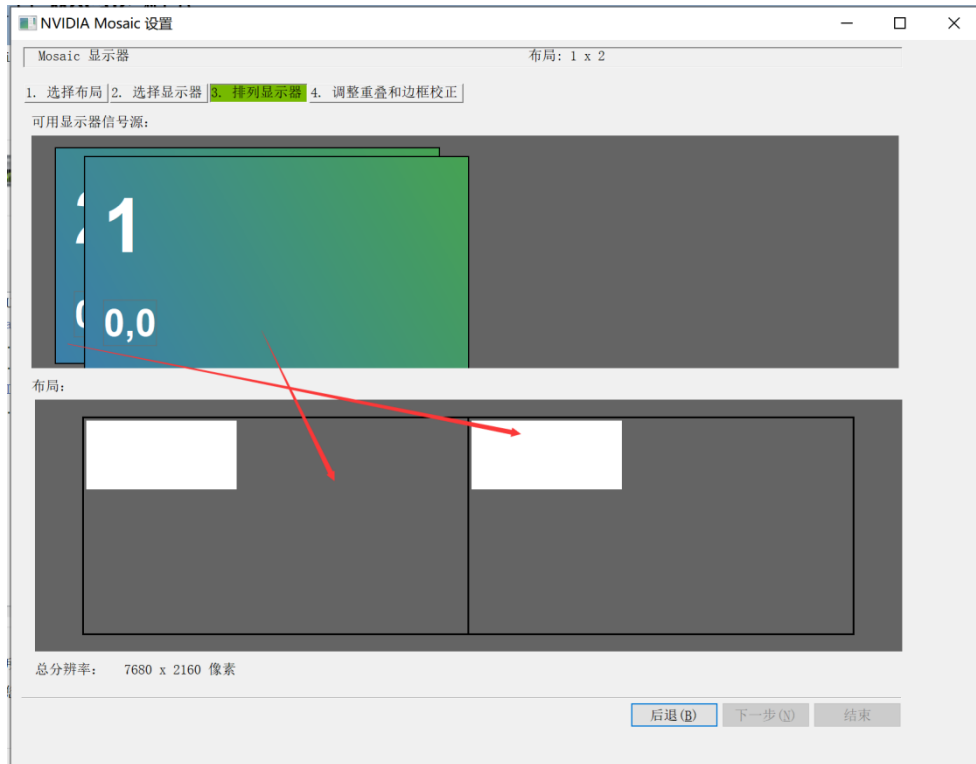 NVIDIA Mosaic 设置
Mosaic 显示器 布局: 1 x 2
1. 选择布局 2. 选择显示器 3. 排列显示器 4. 调整重叠和边框校正
可用显示器信号源:
2
1
0,0
布局:
总分辨率: 7680 x 2160 像素
后退(B) 下一步(N) 结束